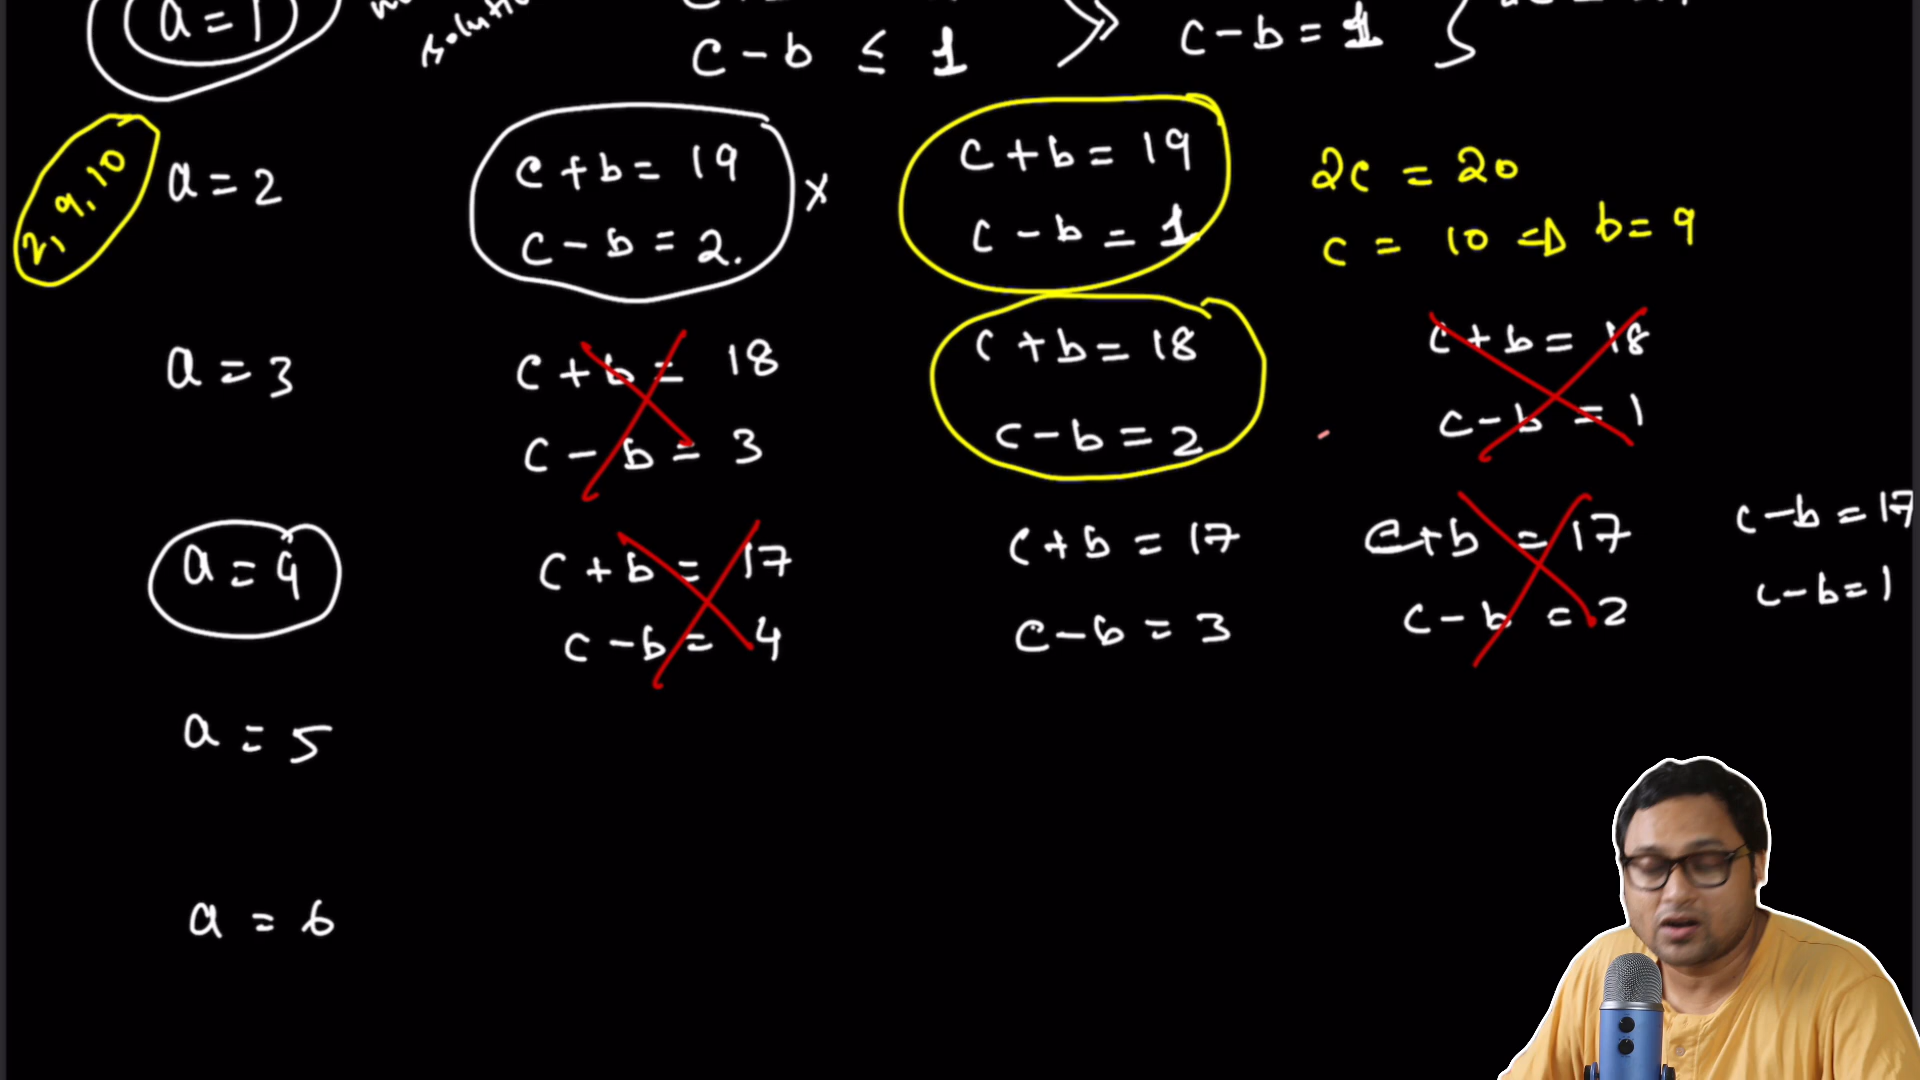 a = 1
c - b ≤ 1
c - b = 1
2, 9, 10
a = 2
c + b = 19
c - b = 2.
x
c + b = 19
c - b = 1
2c = 20
c = 10 ⇒ b = 9
a = 3
c + b = 18
c - b = 3
c + b = 18
c - b = 2
c + b = 18
c - b = 1
a = 4
c + b = 17
c - b = 4
c + b = 17
c - b = 3
c + b = 17
c - b = 2
c - b = 17
c - b = 1
a = 5
a = 6